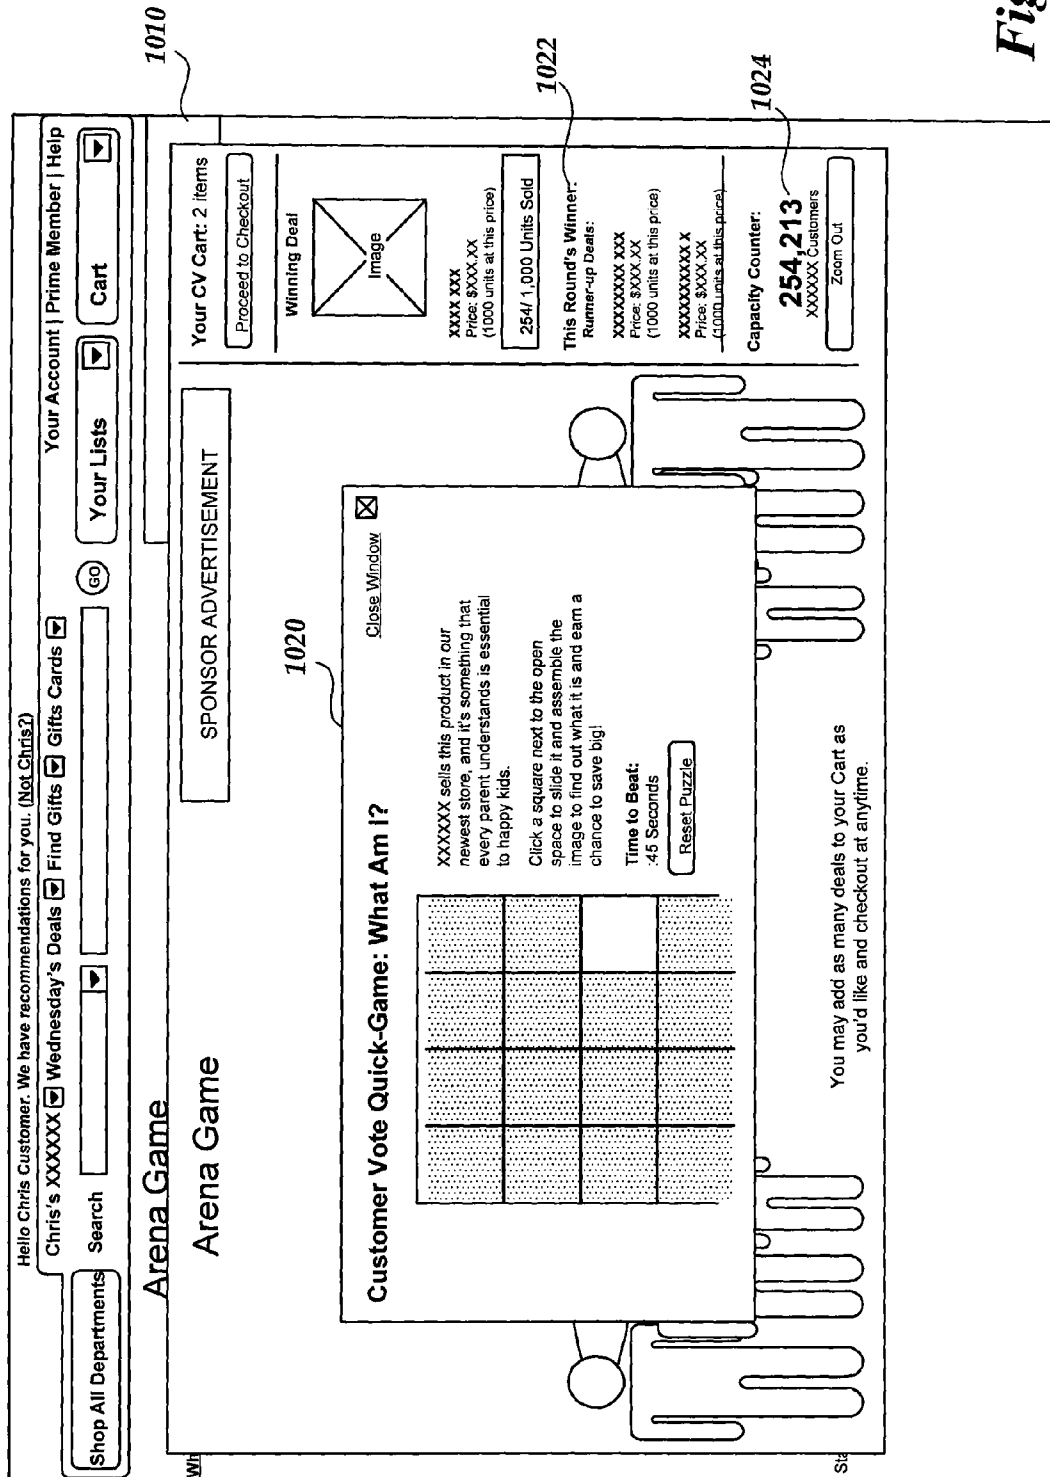 Hello Chris Customer. We have recommendations for you. (Not Chris?)
Chris's XXXXXX Wednesday's Deals Find Gifts Gifts Cards
Your Account | Prime Member | Help
Shop All Departments
Search
GO
Your Lists
Cart
Arena Game
1010
Arena Game
SPONSOR ADVERTISEMENT
1020
Customer Vote Quick-Game: What Am I?
Close Window
XXXXXX sells this product in our
newest store, and it's something that
every parent understands is essential
to happy kids.
Click a square next to the open
space to slide it and assemble the
image to find out what it is and earn a
chance to save big!
Time to Beat:
:45 Seconds
Reset Puzzle
You may add as many deals to your Cart as
you'd like and checkout at anytime.
Your CV Cart: 2 items
Proceed to Checkout
Winning Deal
Image
XXXX XXX
Price: $XXX.XX
(1000 units at this price)
254/ 1,000 Units Sold
This Round's Winner:
1022
Runner-up Deals:
XXXXXXXX XXX
Price: $XXX.XX
(1000 units at this price)
XXXXXXXXXX X
Price: $XXX.XX
(1000 units at this price)
Capacity Counter:
254,213
1024
XXXXXX Customers
Zoom Out
Wh
Sta
Fig